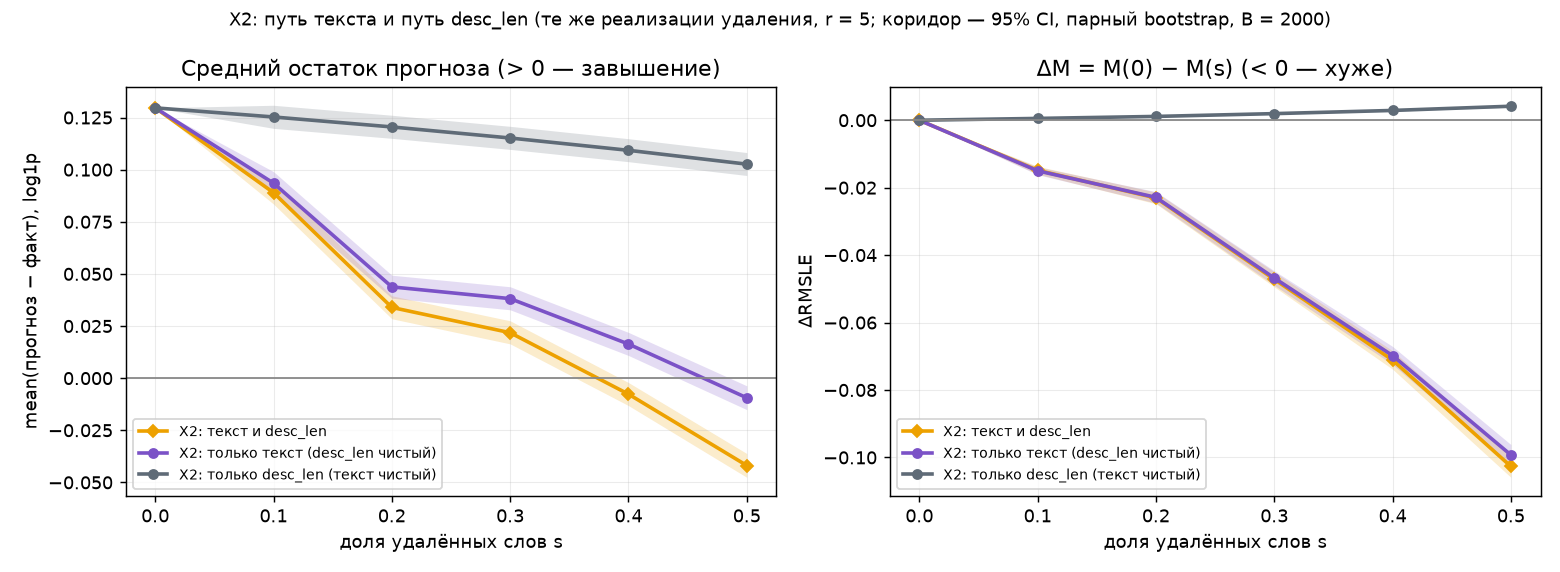 X2: путь текста и путь desc_len (те же реализации удаления, r = 5; коридор — 95% CI, парный bootstrap, B = 2000)
Средний остаток прогноза (> 0 — завышение)
mean(прогноз − факт), log1p
0.125
0.100
0.075
0.050
0.025
0.000
−0.025
−0.050
X2: текст и desc_len
X2: только текст (desc_len чистый)
X2: только desc_len (текст чистый)
0.0 0.1 0.2 0.3 0.4 0.5
доля удалённых слов s
ΔM = M(0) − M(s) (< 0 — хуже)
ΔRMSLE
0.00
−0.02
−0.04
−0.06
−0.08
−0.10
X2: текст и desc_len
X2: только текст (desc_len чистый)
X2: только desc_len (текст чистый)
0.0 0.1 0.2 0.3 0.4 0.5
доля удалённых слов s